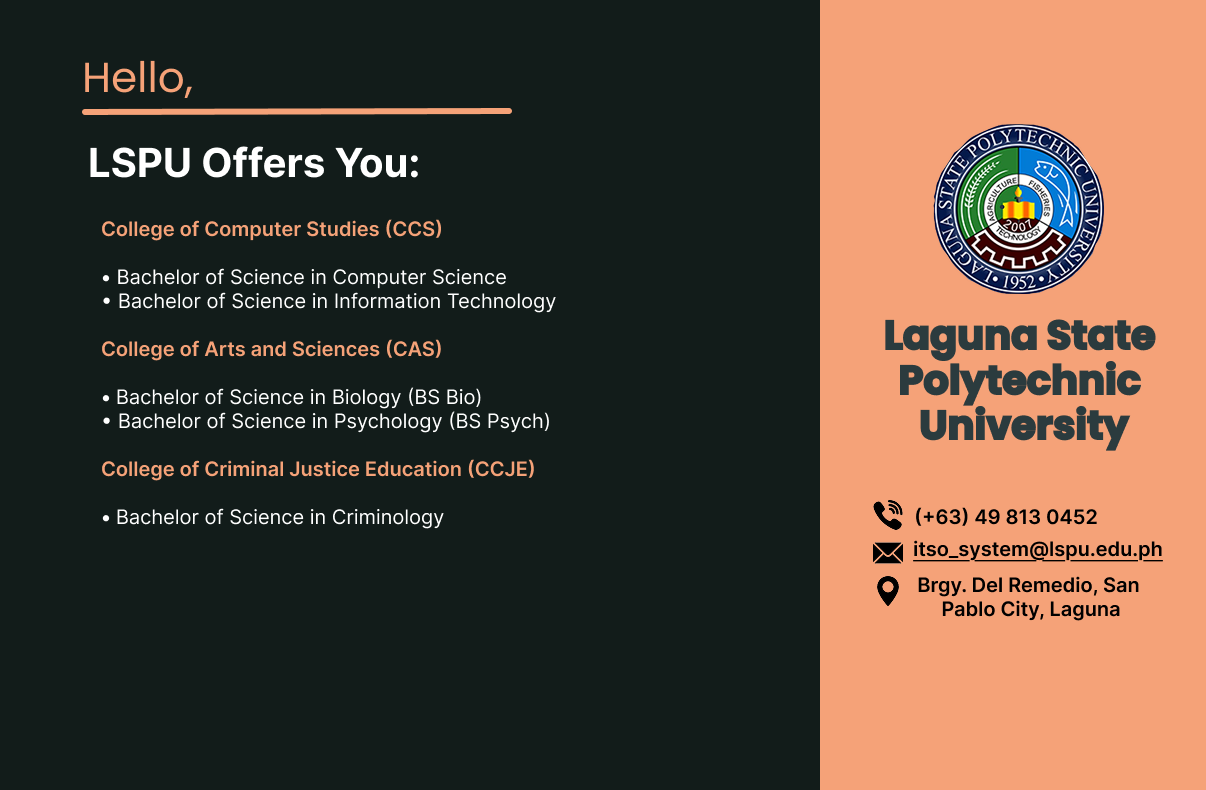 Hello,
LSPU Offers You:
College of Computer Studies (CCS)
• Bachelor of Science in Computer Science
• Bachelor of Science in Information Technology
College of Arts and Sciences (CAS)
• Bachelor of Science in Biology (BS Bio)
• Bachelor of Science in Psychology (BS Psych)
College of Criminal Justice Education (CCJE)
• Bachelor of Science in Criminology
LAGUNA STATE POLYTECHNIC UNIVERSITY
• 1952 •
AGRICULTURE
FISHERIES
2007
TECHNOLOGY
Laguna State
Polytechnic
University
(+63) 49 813 0452
itso_system@lspu.edu.ph
Brgy. Del Remedio, San
Pablo City, Laguna